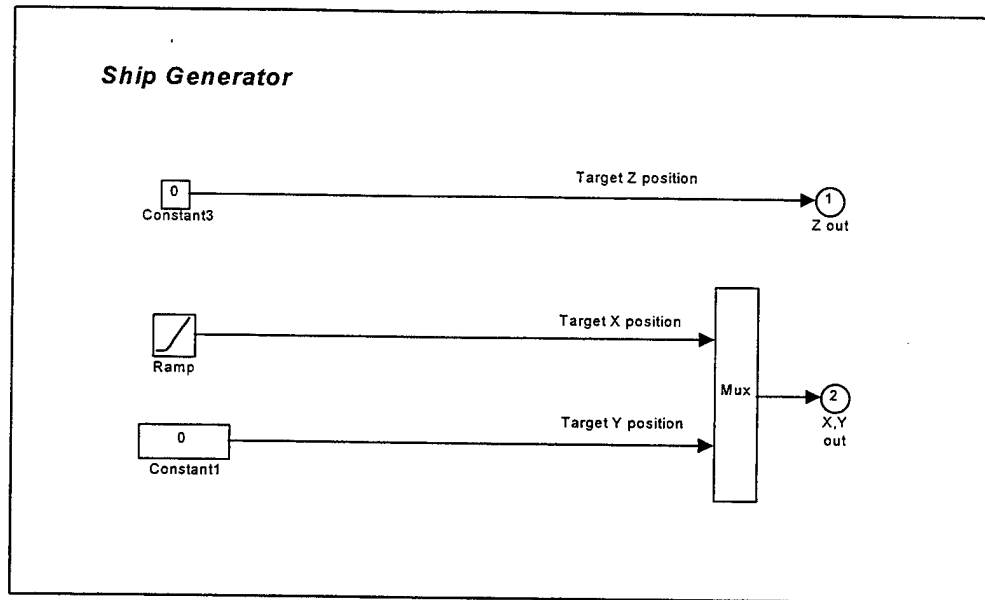 Ship Generator
Target Z position
0
Constant3
1
Z out
Target X position
Ramp
Mux
2
X,Y
out
Target Y position
0
Constant1